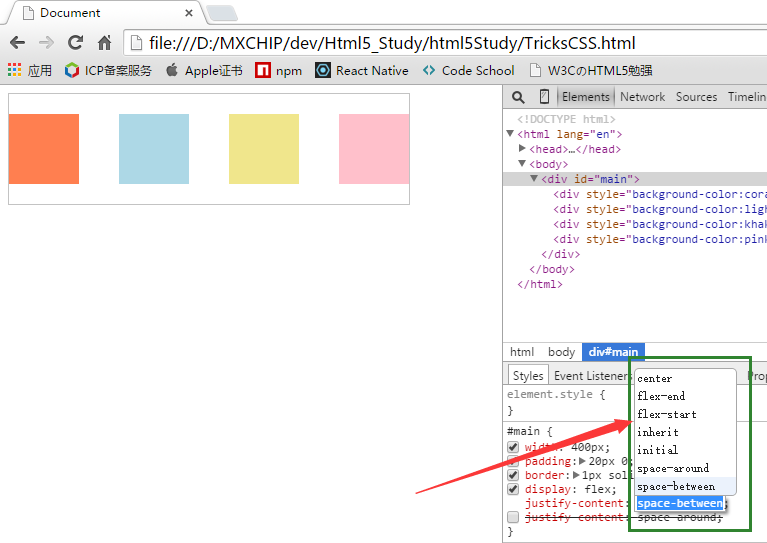 Document
file:///D:/MXCHIP/dev/Html5_Study/html5Study/TricksCSS.html
应用 ICP备案服务 Apple证书 npm React Native Code School W3CのHTML5勉强
Elements Network Sources Timelin
<!DOCTYPE html>
<html lang="en">
<head>…</head>
<body>
<div id="main">
<div style="background-color:cora
<div style="background-color:ligh
<div style="background-color:khak
<div style="background-color:pink
</div>
</body>
</html>
html body div#main
Styles Event Listeners Prop
element.style {
}
#main {
width: 400px;
padding: 20px 0;
border: 1px soli
display: flex;
justify-content: space-between;
justify-content: space-around;
}
center
flex-end
flex-start
inherit
initial
space-around
space-between